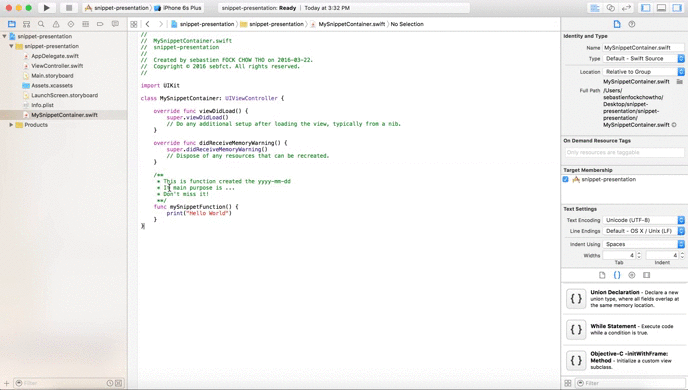 snippet-presentation
iPhone 6s Plus
snippet-presentation: Ready
Today at 3:32 PM
snippet-presentation
snippet-presentation
MySnippetContainer.swift
No Selection
snippet-presentation
snippet-presentation
AppDelegate.swift
ViewController.swift
Main.storyboard
Assets.xcassets
LaunchScreen.storyboard
Info.plist
MySnippetContainer.swift
Products
Filter
//
// MySnippetContainer.swift
// snippet-presentation
//
// Created by sebastien FOCK CHOW THO on 2016-03-22.
// Copyright © 2016 sebfct. All rights reserved.
//
import UIKit
class MySnippetContainer: UIViewController {
override func viewDidLoad() {
super.viewDidLoad()
// Do any additional setup after loading the view, typically from a nib.
}
override func didReceiveMemoryWarning() {
super.didReceiveMemoryWarning()
// Dispose of any resources that can be recreated.
}
/**
* This is function created the yyyy-mm-dd
* It main purpose is ...
* Don't miss it!
**/
func mySnippetFunction() {
print("Hello World")
}
}
Identity and Type
Name MySnippetContainer.swift
Type Default - Swift Source
Location Relative to Group
MySnippetContainer.swift
Full Path /Users/
sebastienfockchowtho/
Desktop/snippet-
presentation/snippet-
presentation/
MySnippetContainer.swift
On Demand Resource Tags
Only resources are taggable
Target Membership
snippet-presentation
Text Settings
Text Encoding Unicode (UTF-8)
Line Endings Default - OS X / Unix (LF)
Indent Using Spaces
Widths 4 4
Tab Indent
{ }
{ } Union Declaration - Declare a new
union type, where all fields overlap at
the same memory location.
{ } While Statement - Execute code
while a condition is true.
{ } Objective-C -initWithFrame:
Method - Initialize a custom view
subclass.
Filter